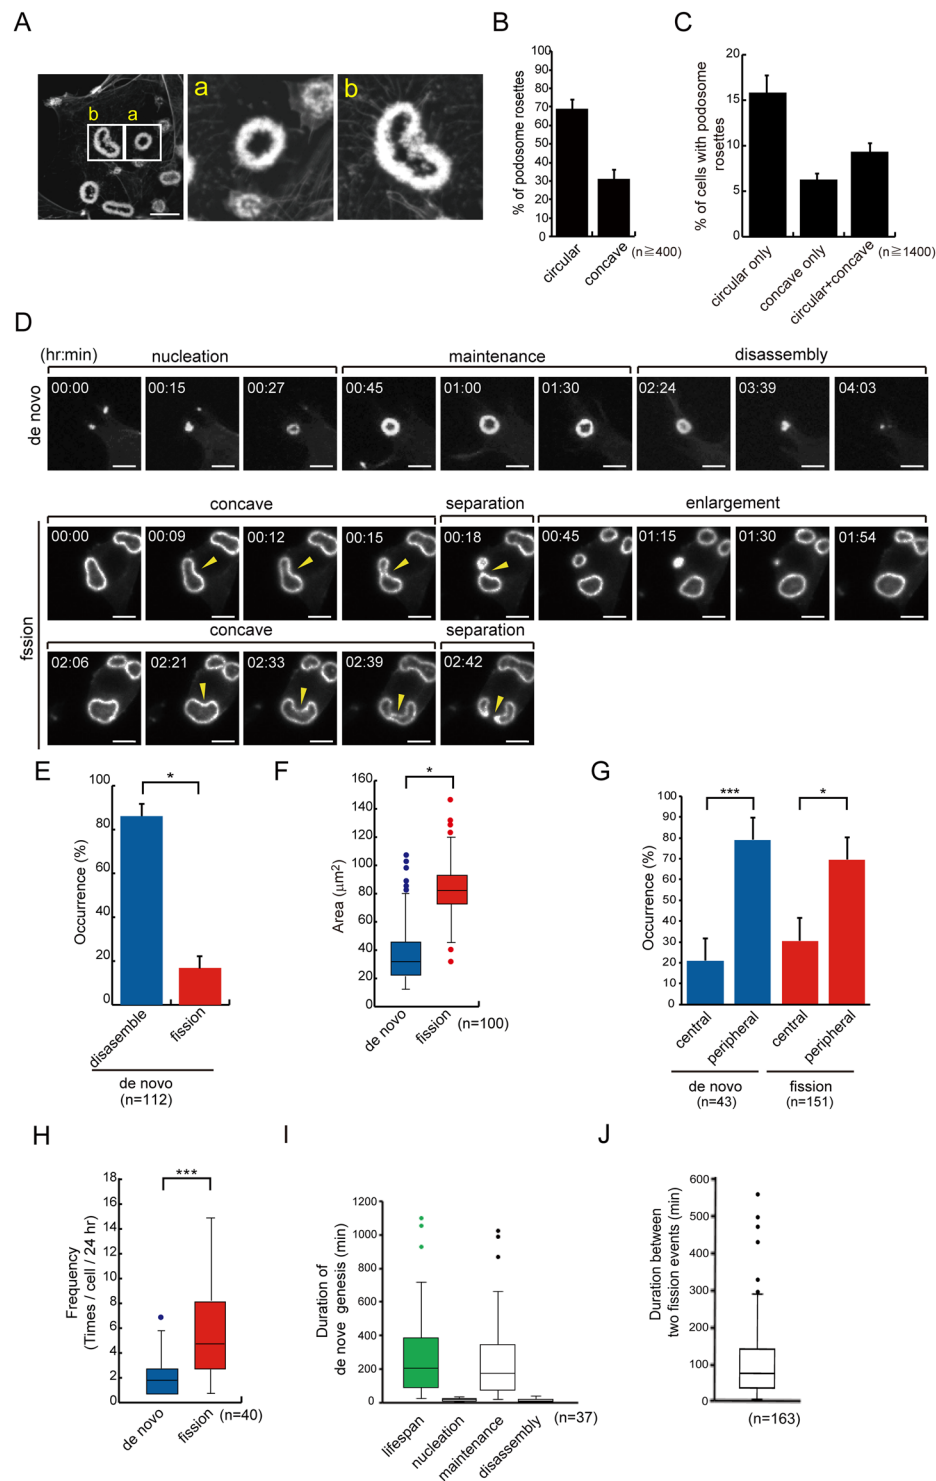 A
b
a
a
b
B
% of podosome rosettes
100
90
80
70
60
50
40
30
20
10
0
circular
concave
(n≧400)
C
% of cells with podosome
rosettes
20
15
10
5
0
circular only
concave only
circular+concave
(n≧1400)
D
(hr:min)
nucleation
maintenance
disassembly
de novo
00:00
00:15
00:27
00:45
01:00
01:30
02:24
03:39
04:03
concave
separation
enlargement
fssion
00:00
00:09
00:12
00:15
00:18
00:45
01:15
01:30
01:54
concave
separation
02:06
02:21
02:33
02:39
02:42
E
Occurrence (%)
100
80
60
40
20
0
*
disasemble
fission
de novo
(n=112)
F
Area (μm2)
160
140
120
100
80
60
40
20
0
*
de novo
fission
(n=100)
G
Occurrence (%)
100
90
80
70
60
50
40
30
20
10
0
***
*
central
peripheral
central
peripheral
de novo
(n=43)
fission
(n=151)
H
Frequency
(Times / cell / 24 hr)
18
16
14
12
10
8
6
4
2
0
***
de novo
fission
(n=40)
I
Duration of
de nove genesis (min)
1200
1000
800
600
400
200
0
lifespan
nucleation
maintenance
disassembly
(n=37)
J
Duration between
two fission events (min)
600
500
400
300
200
100
0
(n=163)